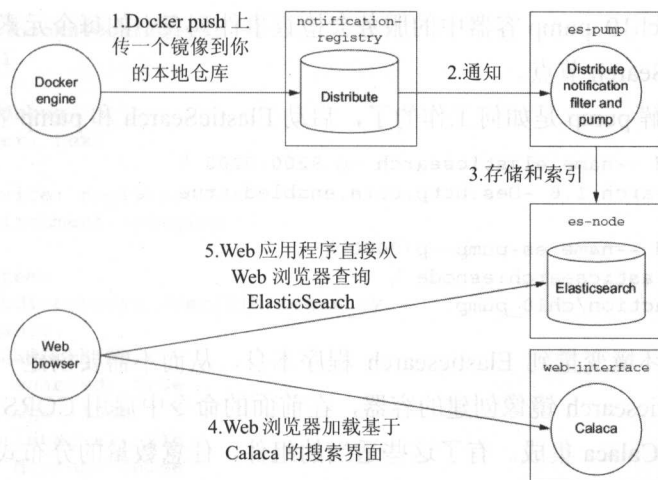 1.Docker push 上
传一个镜像到你
的本地仓库
notification-
registry
es-pump
Docker
engine
Distribute
2.通知
Distribute
notification
filter and
pump
3.存储和索引
es-node
5.Web 应用程序直接从
Web 浏览器查询
ElasticSearch
Elasticsearch
Web
browser
web-interface
4.Web 浏览器加载基于
Calaca 的搜索界面
Calaca